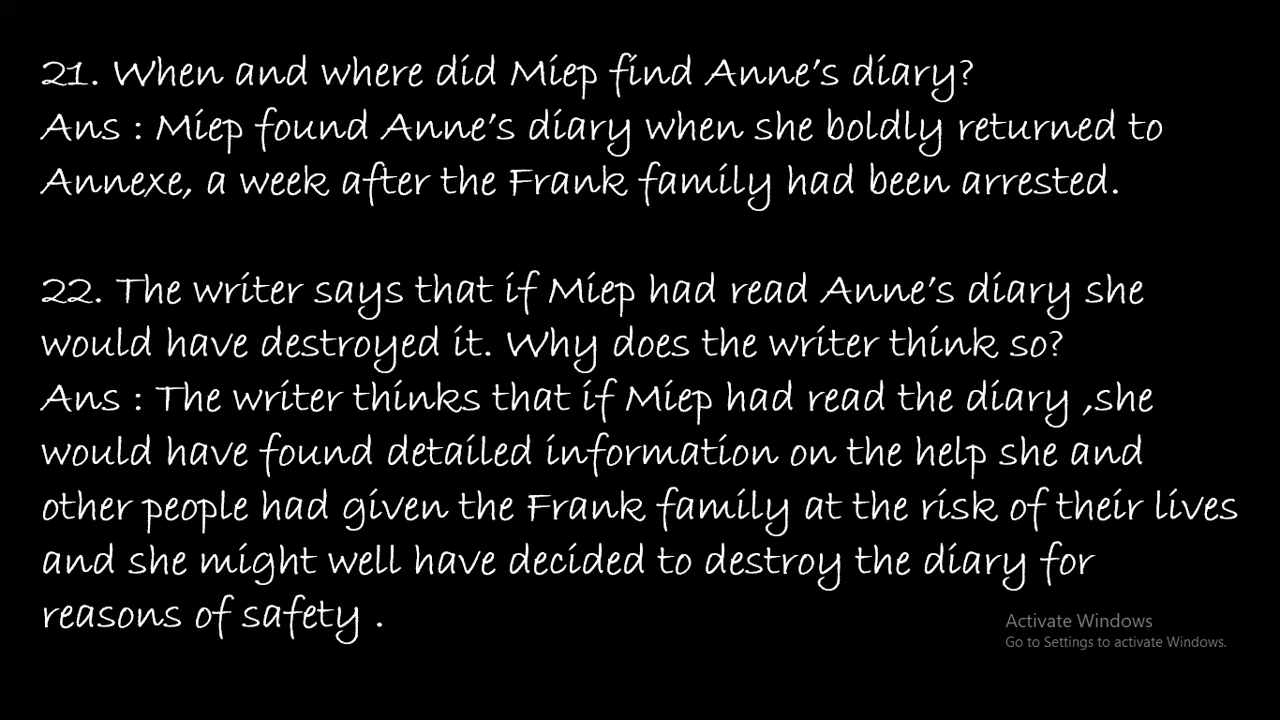 21. When and where did Miep find Anne's diary?
Ans : Miep found Anne's diary when she boldly returned to
Annexe, a week after the Frank family had been arrested.
22. The writer says that if Miep had read Anne's diary she
would have destroyed it. Why does the writer think so?
Ans : The writer thinks that if Miep had read the diary ,she
would have found detailed information on the help she and
other people had given the Frank family at the risk of their lives
and she might well have decided to destroy the diary for
reasons of safety .
Activate Windows
Go to Settings to activate Windows.